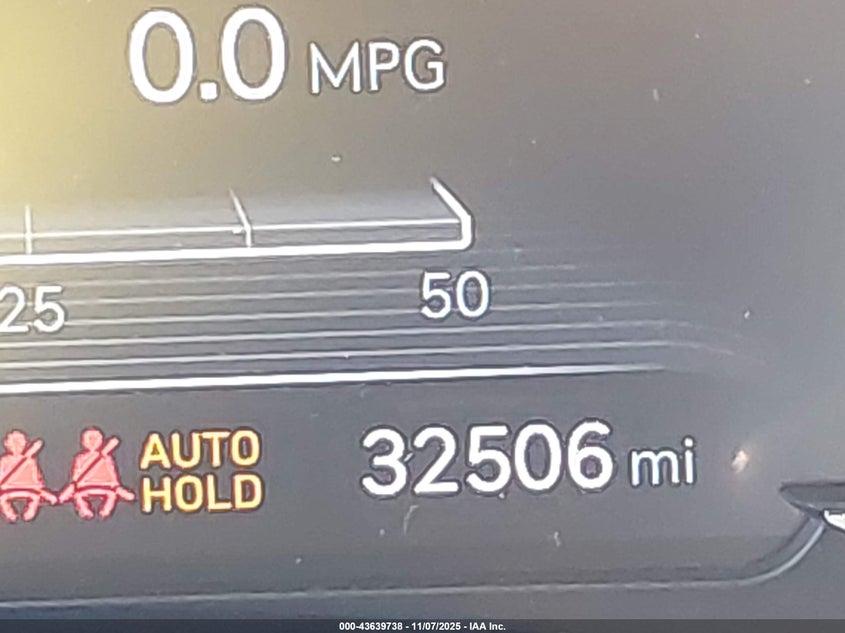 0.0 MPG
25 50
AUTO
HOLD
32506 mi
000-43639738 - 11/07/2025 - IAA Inc.